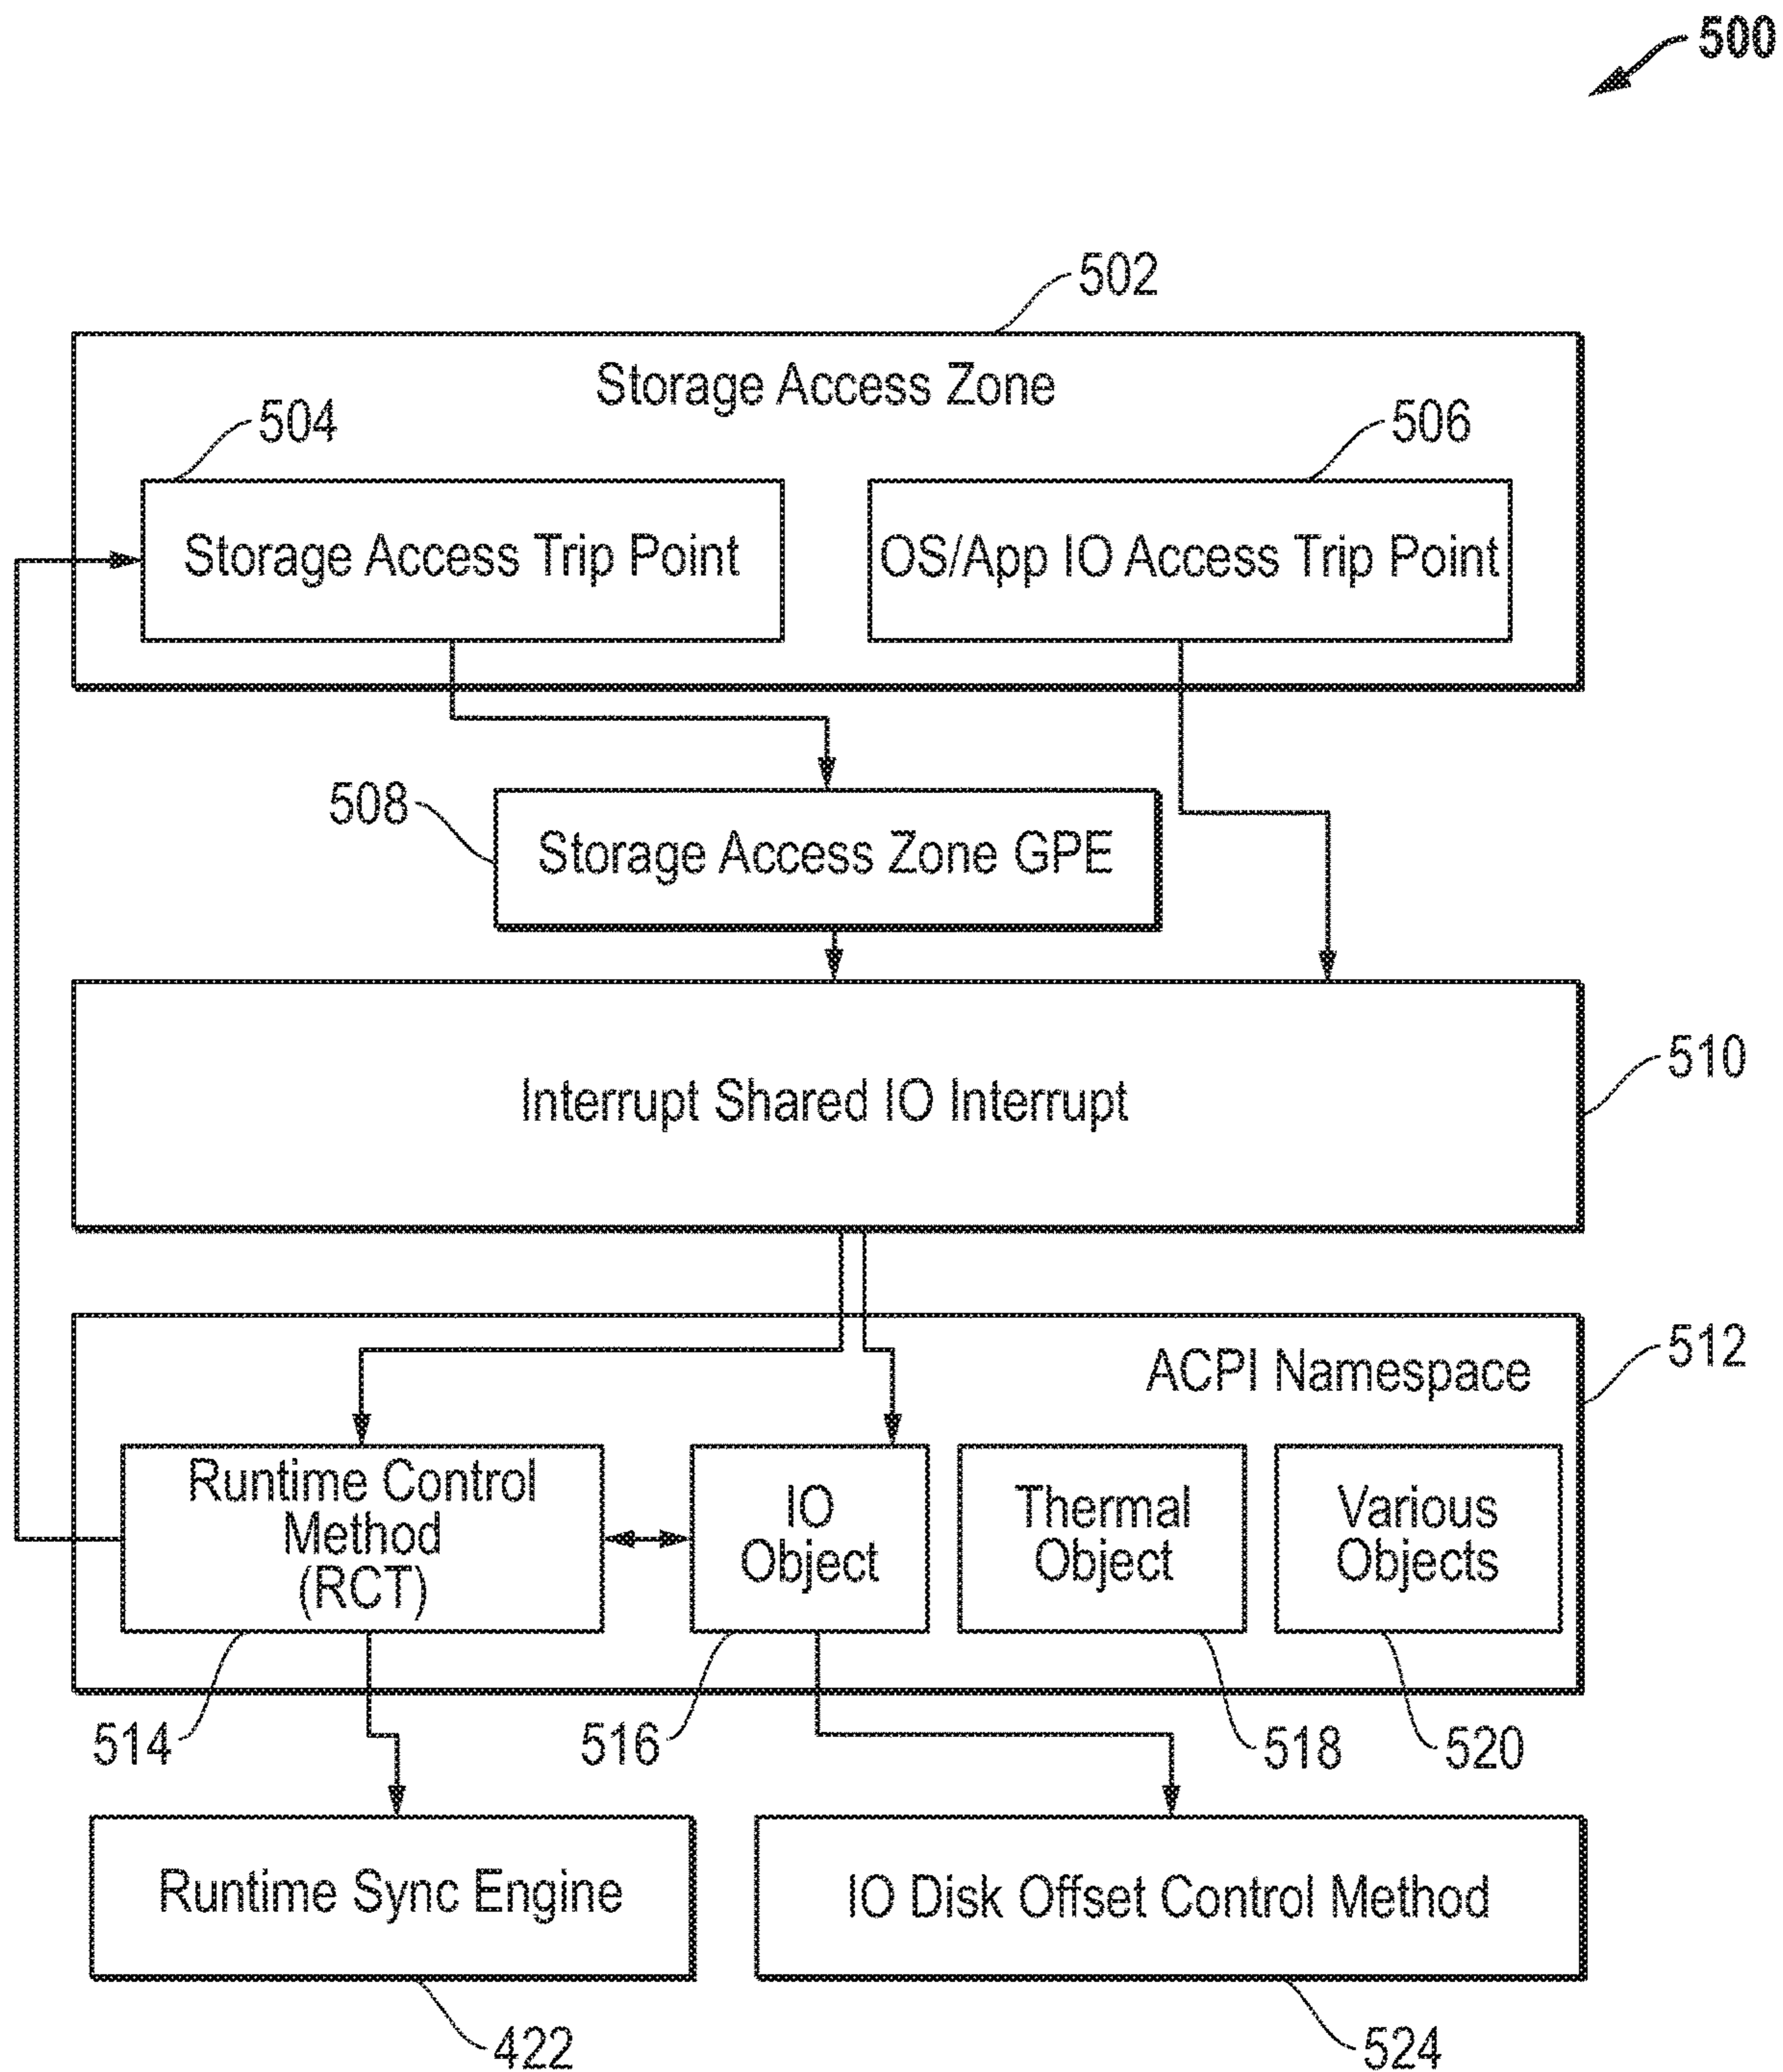 500
502
Storage Access Zone
504
506
Storage Access Trip Point
OS/App IO Access Trip Point
508
Storage Access Zone GPE
Interrupt Shared IO Interrupt
510
ACPI Namespace
512
Runtime Control
Method
(RCT)
IO
Object
Thermal
Object
Various
Objects
514
516
518
520
Runtime Sync Engine
IO Disk Offset Control Method
422
524